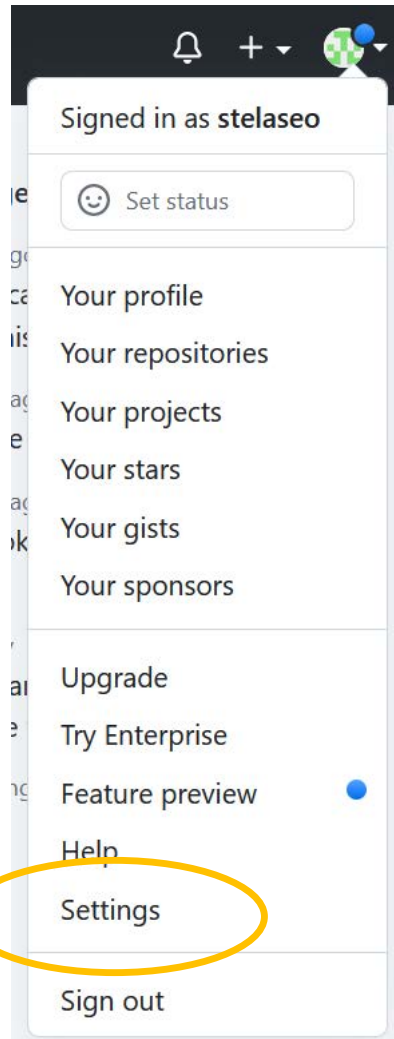 Signed in as stelaseo
Set status
Your profile
Your repositories
Your projects
Your stars
Your gists
Your sponsors
Upgrade
Try Enterprise
Feature preview
Help
Settings
Sign out